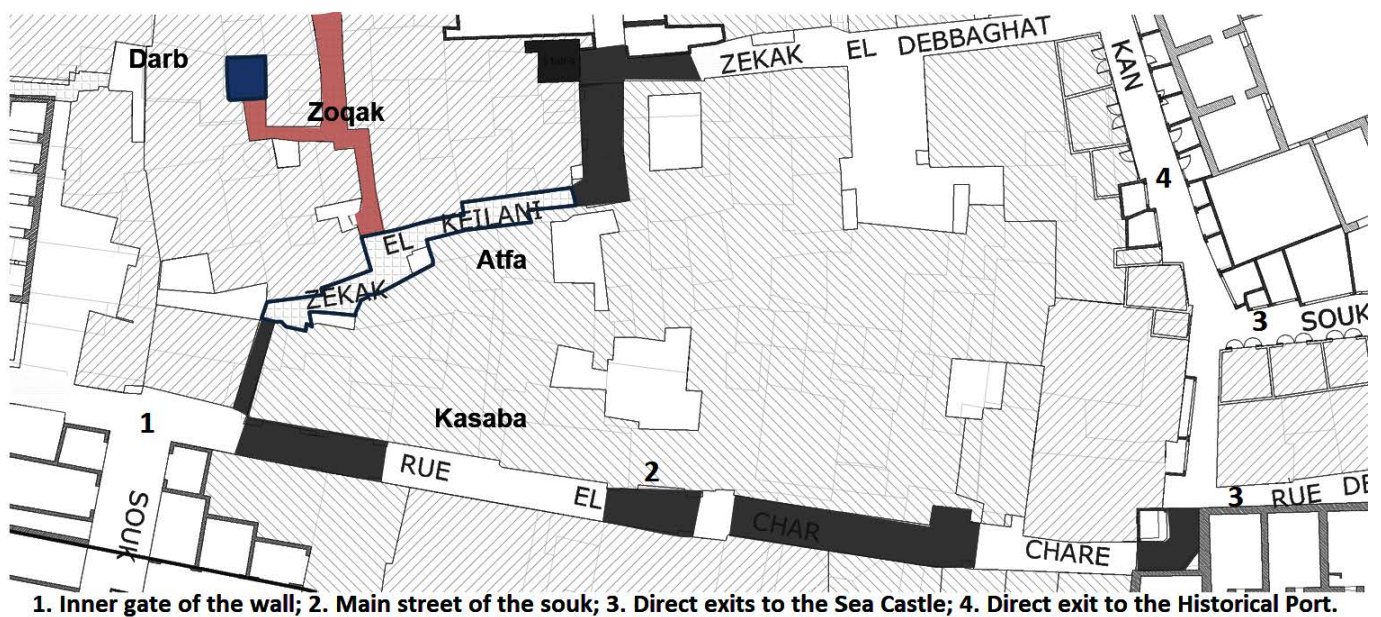 ZEKAK EL DEBBAGHAT
KAN
Darb
Zoqak
4
EL KEILANI
Atfa
ZEKAK
3 SOUK
1
Kasaba
2
RUE EL CHAR CHARE
3 RUE DE
SOUK
1. Inner gate of the wall; 2. Main street of the souk; 3. Direct exits to the Sea Castle; 4. Direct exit to the Historical Port.